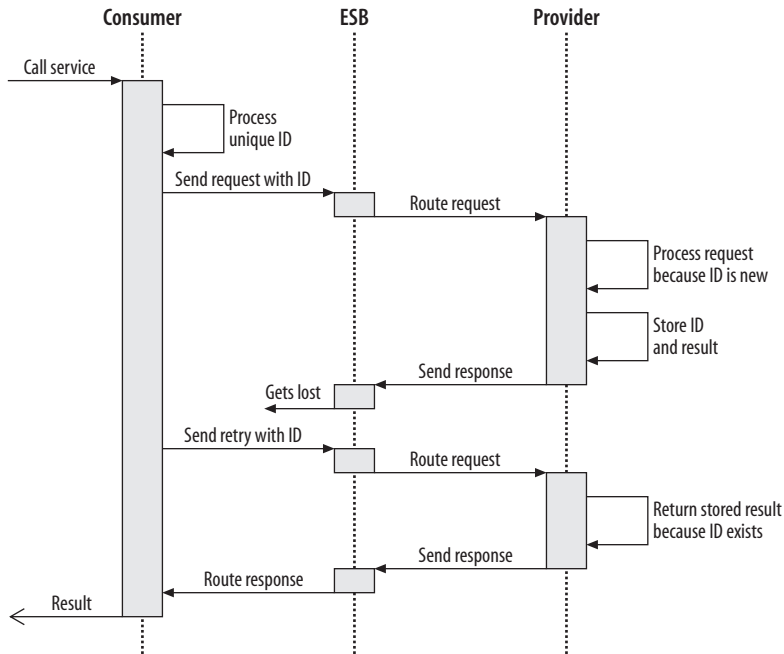 Consumer
ESB
Provider
Call service
Process
unique ID
Send request with ID
Route request
Process request
because ID is new
Store ID
and result
Send response
Gets lost
Send retry with ID
Route request
Return stored result
because ID exists
Send response
Route response
Result